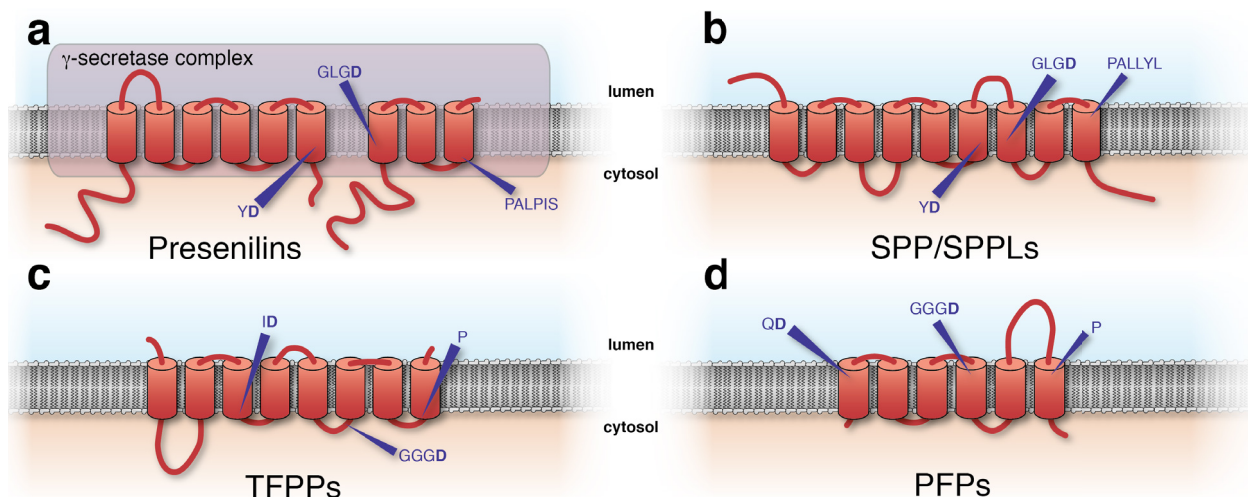 a
γ-secretase complex
GLGD
YD
PALPIS
Presenilins
lumen
cytosol
b
GLGD
PALLYL
YD
SPP/SPPLs
c
ID
P
GGGD
TFPPs
lumen
cytosol
d
QD
GGGD
P
PFPs